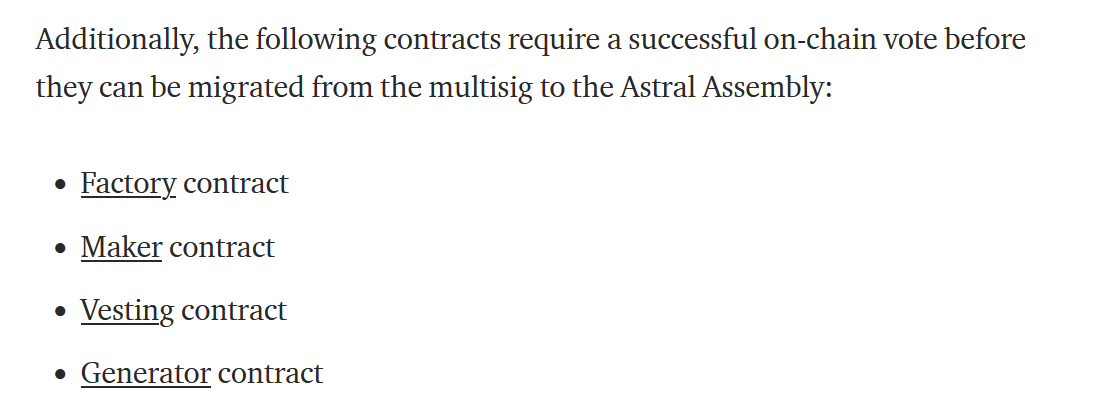 Additionally, the following contracts require a successful on-chain vote before
they can be migrated from the multisig to the Astral Assembly:
• Factory contract
• Maker contract
• Vesting contract
• Generator contract